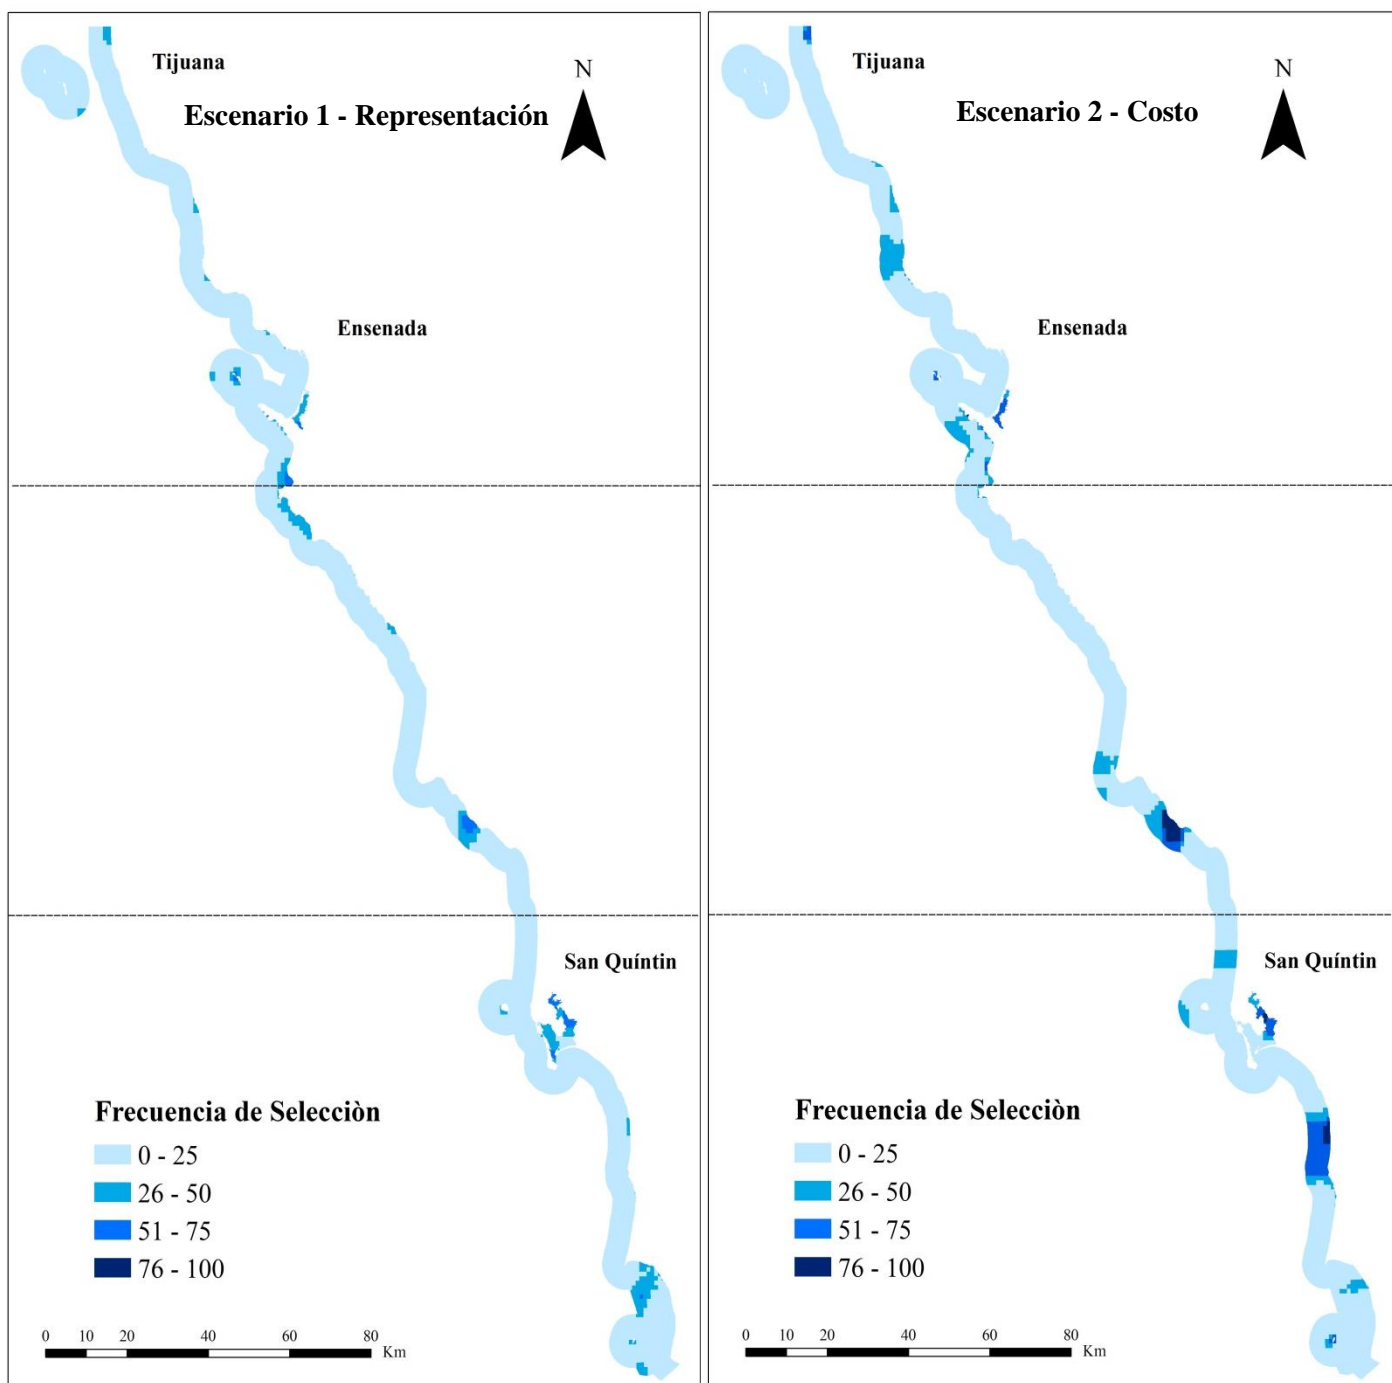 Tijuana
N
Escenario 1 - Representación
Ensenada
San Quíntin
Frecuencia de Selecciòn
0 - 25
26 - 50
51 - 75
76 - 100
0 10 20 40 60 80
Km
Tijuana
N
Escenario 2 - Costo
Ensenada
San Quíntin
Frecuencia de Selecciòn
0 - 25
26 - 50
51 - 75
76 - 100
0 10 20 40 60 80
Km